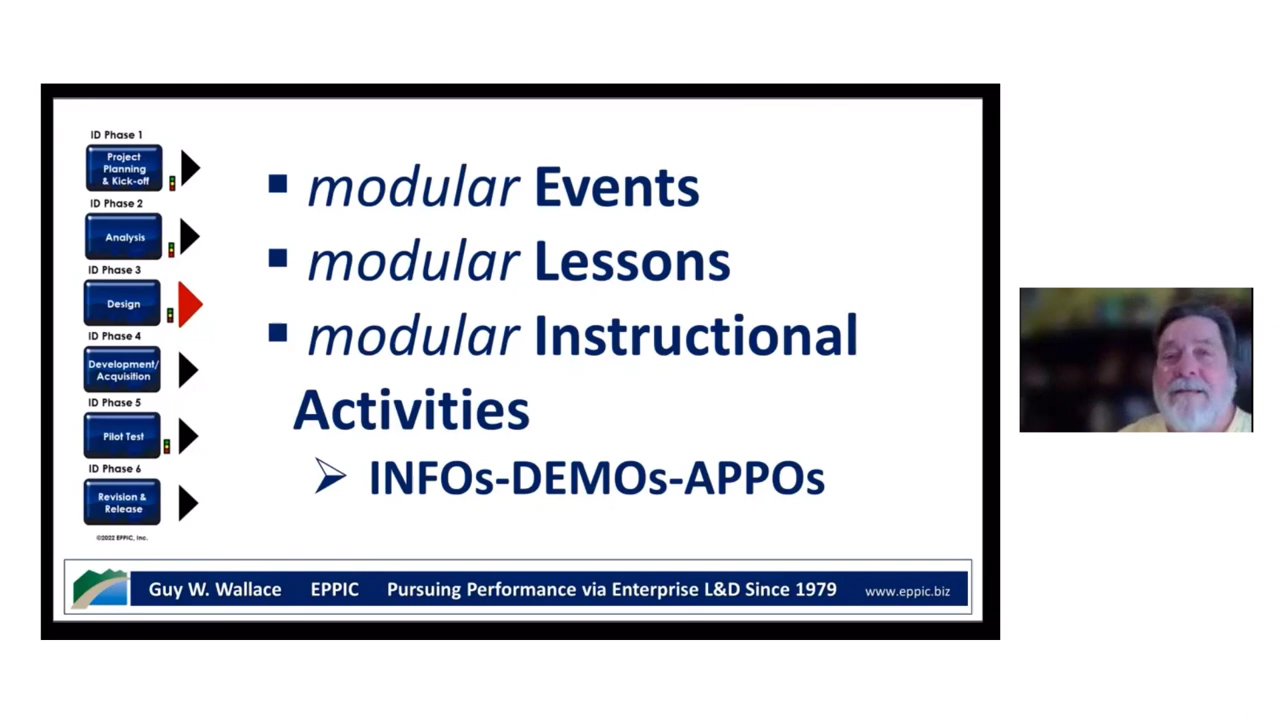 ID Phase 1
Project
Planning
& Kick-off
ID Phase 2
Analysis
ID Phase 3
Design
ID Phase 4
Development/
Acquisition
ID Phase 5
Pilot Test
ID Phase 6
Revision &
Release
©2022 EPPIC, Inc.
▪ modular Events
▪ modular Lessons
▪ modular Instructional
Activities
➢ INFOs-DEMOs-APPOs
Guy W. Wallace EPPIC Pursuing Performance via Enterprise L&D Since 1979 www.eppic.biz